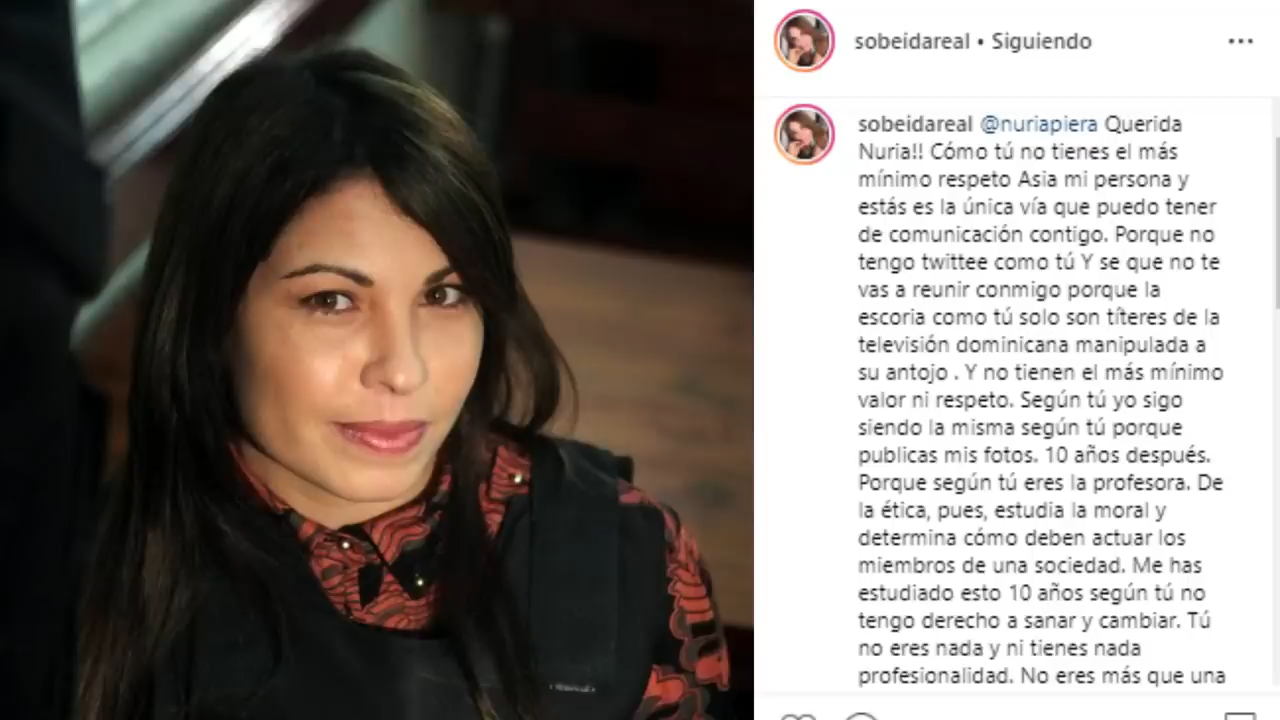 sobeidareal • Siguiendo
sobeidareal @nuriapiera Querida
Nuria!! Cómo tú no tienes el más
mínimo respeto Asia mi persona y
estás es la única vía que puedo tener
de comunicación contigo. Porque no
tengo twittee como tú Y se que no te
vas a reunir conmigo porque la
escoria como tú solo son títeres de la
televisión dominicana manipulada a
su antojo . Y no tienen el más mínimo
valor ni respeto. Según tú yo sigo
siendo la misma según tú porque
publicas mis fotos. 10 años después.
Porque según tú eres la profesora. De
la ética, pues, estudia la moral y
determina cómo deben actuar los
miembros de una sociedad. Me has
estudiado esto 10 años según tú no
tengo derecho a sanar y cambiar. Tú
no eres nada y ni tienes nada
profesionalidad. No eres más que una